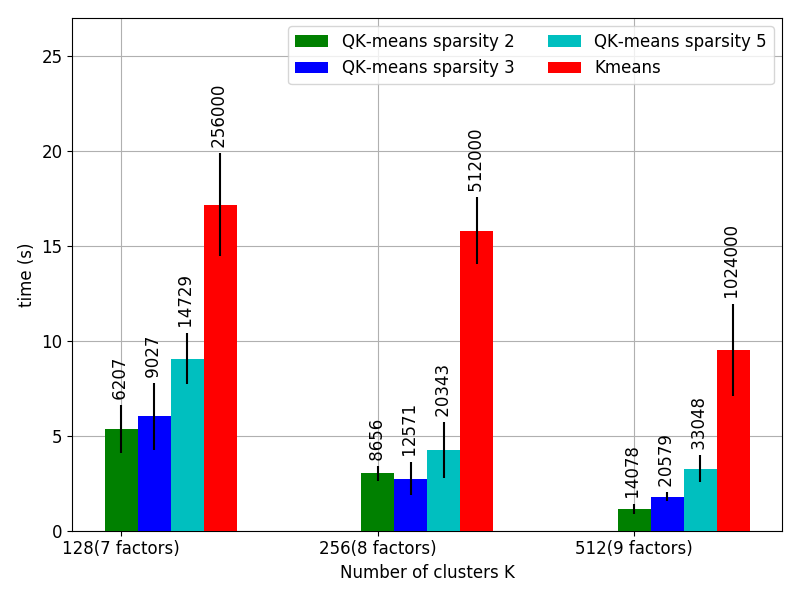 QK-means sparsity 2
QK-means sparsity 3
QK-means sparsity 5
Kmeans
time (s)
25
20
15
10
5
0
6207
9027
14729
256000
8656
12571
20343
512000
14078
20579
33048
1024000
128(7 factors)
256(8 factors)
512(9 factors)
Number of clusters K